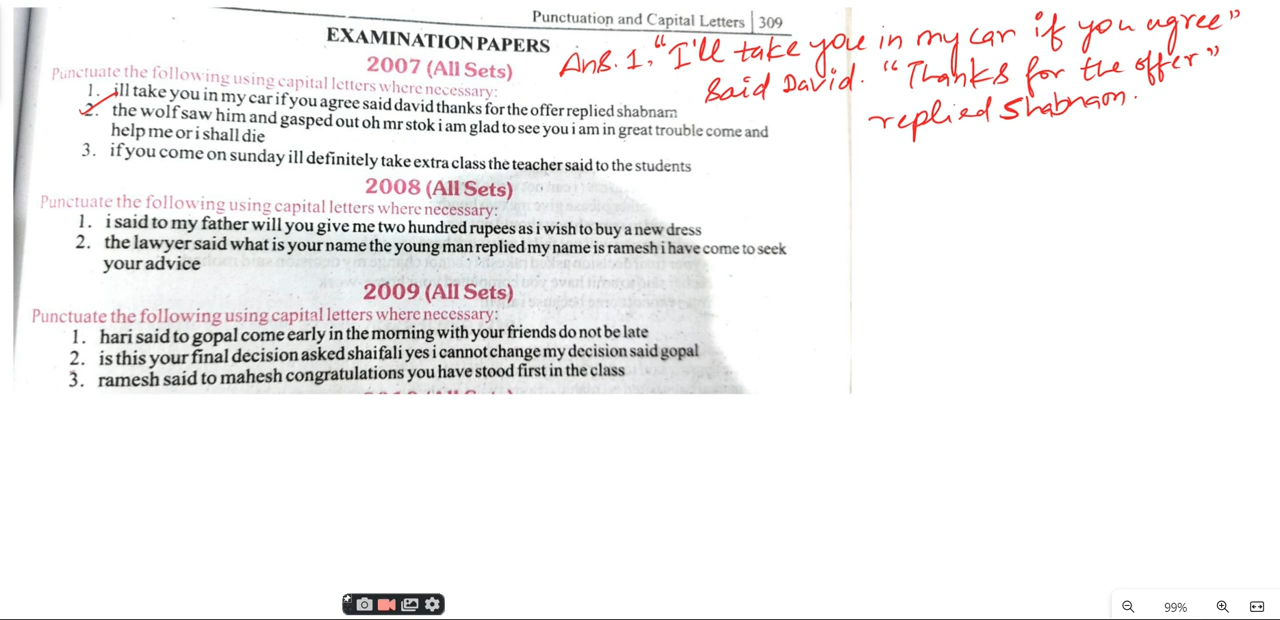 Punctuation and Capital Letters | 309
EXAMINATION PAPERS
2007 (All Sets)
Punctuate the following using capital letters where necessary:
1. ill take you in my car if you agree said david thanks for the offer replied shabnam
2. the wolf saw him and gasped out oh mr stok i am glad to see you i am in great trouble come and
help me or i shall die
3. if you come on sunday ill definitely take extra class the teacher said to the students
2008 (All Sets)
Punctuate the following using capital letters where necessary:
1. i said to my father will you give me two hundred rupees as i wish to buy a new dress
2. the lawyer said what is your name the young man replied my name is ramesh i have come to seek
your advice
2009 (All Sets)
Punctuate the following using capital letters where necessary:
1. hari said to gopal come early in the morning with your friends do not be late
2. is this your final decision asked shaifali yes i cannot change my decision said gopal
3. ramesh said to mahesh congratulations you have stood first in the class
Ans. 1. "I'll take you in my car if you agree"
said David. "Thanks for the offer"
replied Shabnam.
99%